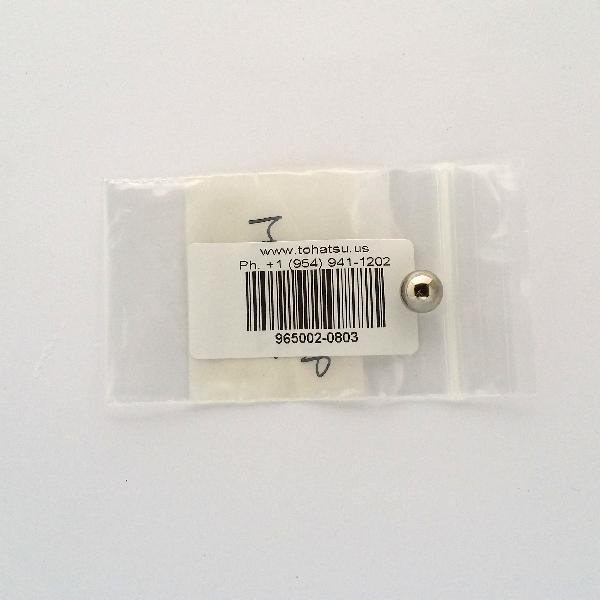 www.tohatsu.us
Ph. +1 (954) 941-1202
965002-0803